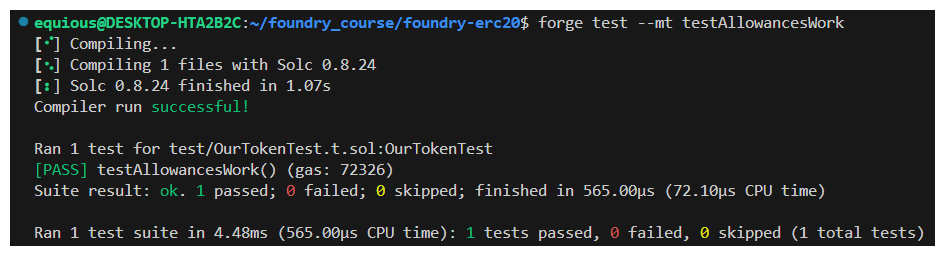 equious@DESKTOP-HTA2B2C:~/foundry_course/foundry-erc20$ forge test --mt testAllowancesWork
[⠊] Compiling...
[⠢] Compiling 1 files with Solc 0.8.24
[⠆] Solc 0.8.24 finished in 1.07s
Compiler run successful!
Ran 1 test for test/OurTokenTest.t.sol:OurTokenTest
[PASS] testAllowancesWork() (gas: 72326)
Suite result: ok. 1 passed; 0 failed; 0 skipped; finished in 565.00µs (72.10µs CPU time)
Ran 1 test suite in 4.48ms (565.00µs CPU time): 1 tests passed, 0 failed, 0 skipped (1 total tests)